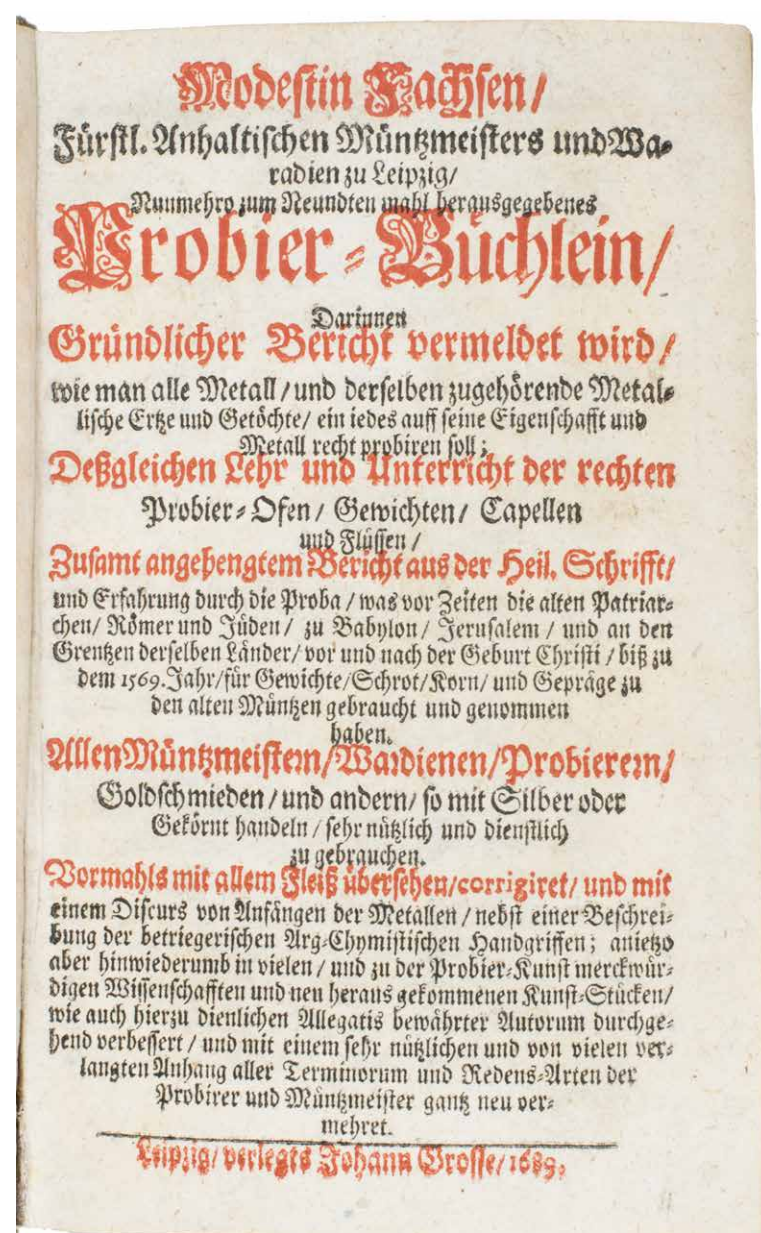 Modestin Fachsen/
Fürstl. Anhaltischen Müntzmeisters und Wa-
radien zu Leipzig/
Nunmehro zum Neundten mahl herausgegebenes
Probier-Büchlein/
Darinnen
Gründlicher Bericht vermeldet wird/
wie man alle Metall/und derselben zugehörende Metal-
lische Ertze und Getöchte/ ein iedes auff seine Eigenschafft und
Metall recht probiren soll;
Deßgleichen Lehr und Unterricht der rechten
Probier-Ofen/ Gewichten/ Capellen
und Flüssen/
Zusamt angehengtem Bericht aus der Heil. Schrifft/
und Erfahrung durch die Proba/was vor Zeiten die alten Patriar-
chen/ Römer und Jüden/ zu Babylon/ Jerusalem/ und an den
Grentzen derselben Länder/vor und nach der Geburt Christi/biß zu
dem 1569. Jahr/für Gewichte/Schrot/Korn/ und Gepräge zu
den alten Müntzen gebraucht und genommen
haben.
Allen Müntzmeistern/Wardienen/Probierern/
Goldschmieden/und andern/so mit Silber oder
Gekörnt handeln/sehr nützlich und dienstlich
zu gebrauchen.
Vormahls mit allem Fleiß übersehen/corrigiret/ und mit
einem Discurs von Anfängen der Metallen/nebst einer Beschrei-
bung der betriegerischen Arg-Chymistischen Handgriffen; anietzo
aber hinwiederumb in vielen/ und zu der Probier-Kunst merckwür-
digen Wissenschafften und neu heraus gekommenen Kunst-Stücken/
wie auch hierzu dienlichen Allegatis bewährter Autorum durchge-
hend verbessert/und mit einem sehr nützlichen und von vielen ver-
langten Anhang aller Terminorum und Redens-Arten der
Probirer und Müntzmeister gantz neu ver-
mehret.
Leipzig/verlegts Johann Grosse/1689.